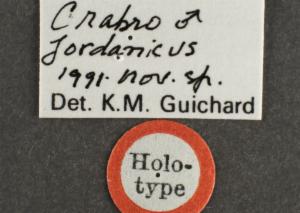 Crabro ♂
Jordanicus
1991. nov. sp.
Det. K.M. Guichard
Holo-
type